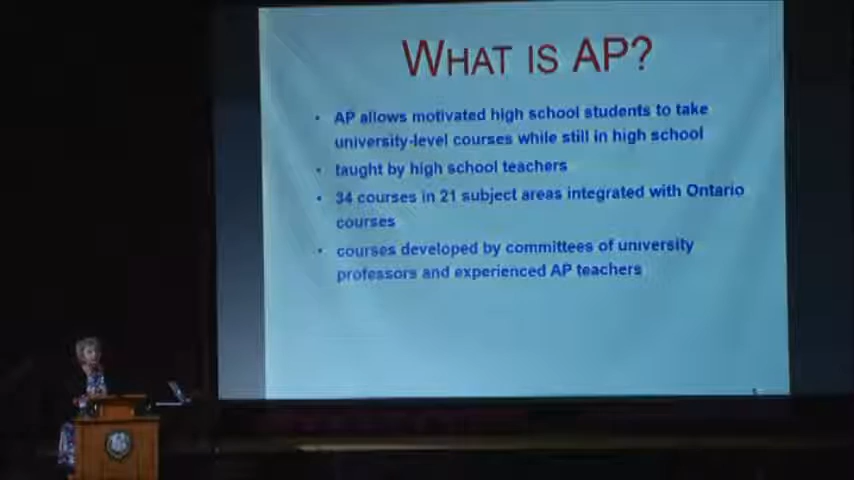 WHAT IS AP?
• AP allows motivated high school students to take
university-level courses while still in high school
• taught by high school teachers
• 34 courses in 21 subject areas integrated with Ontario
courses
• courses developed by committees of university
professors and experienced AP teachers